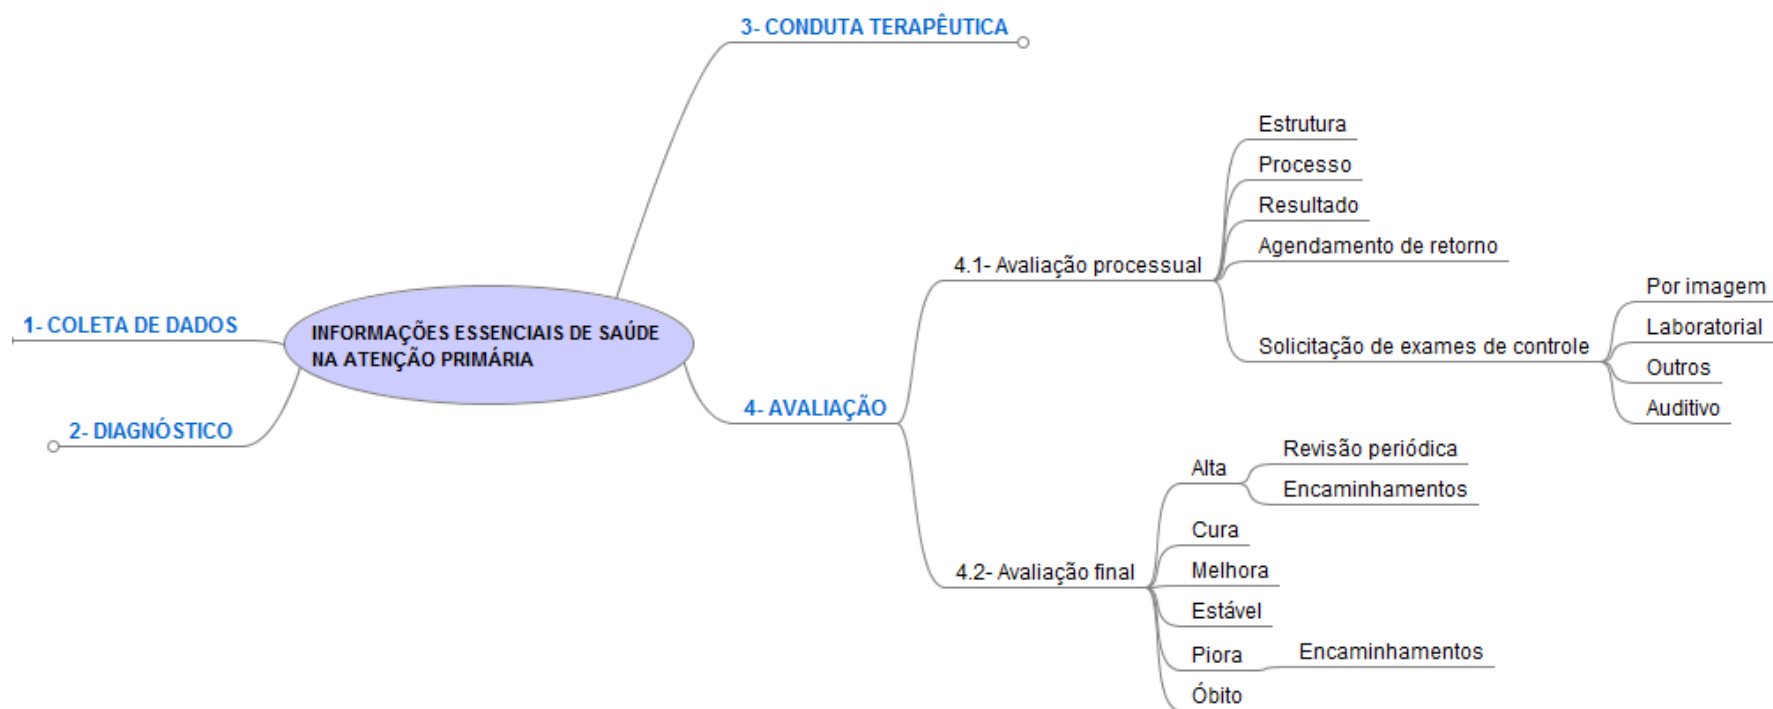 3- CONDUTA TERAPÊUTICA
1- COLETA DE DADOS
INFORMAÇÕES ESSENCIAIS DE SAÚDE
NA ATENÇÃO PRIMÁRIA
2- DIAGNÓSTICO
4- AVALIAÇÃO
4.1- Avaliação processual
Estrutura
Processo
Resultado
Agendamento de retorno
Solicitação de exames de controle
Por imagem
Laboratorial
Outros
Auditivo
4.2- Avaliação final
Alta
Revisão periódica
Encaminhamentos
Cura
Melhora
Estável
Piora
Encaminhamentos
Óbito